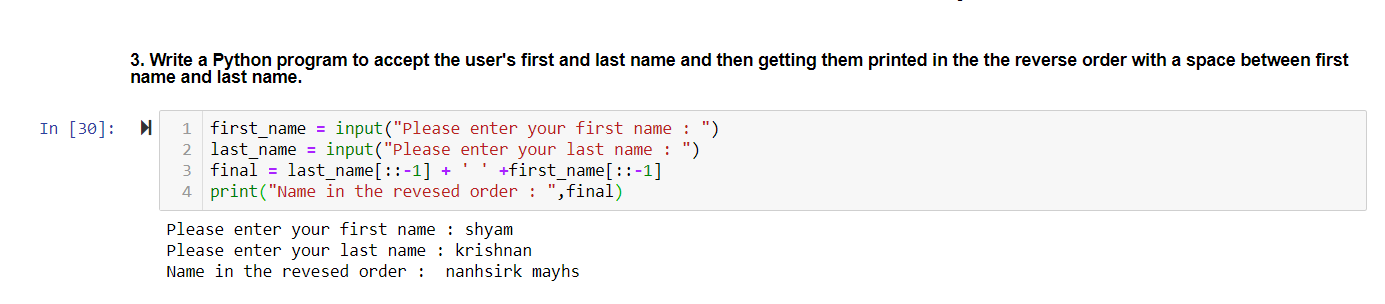 3. Write a Python program to accept the user's first and last name and then getting them printed in the the reverse order with a space between first
name and last name.
In [30]:
1 first_name = input("Please enter your first name : ")
2 last_name = input("Please enter your last name : ")
3 final = last_name[::-1] + ' ' +first_name[::-1]
4 print("Name in the revesed order : ",final)
Please enter your first name : shyam
Please enter your last name : krishnan
Name in the revesed order :  nanhsirk mayhs